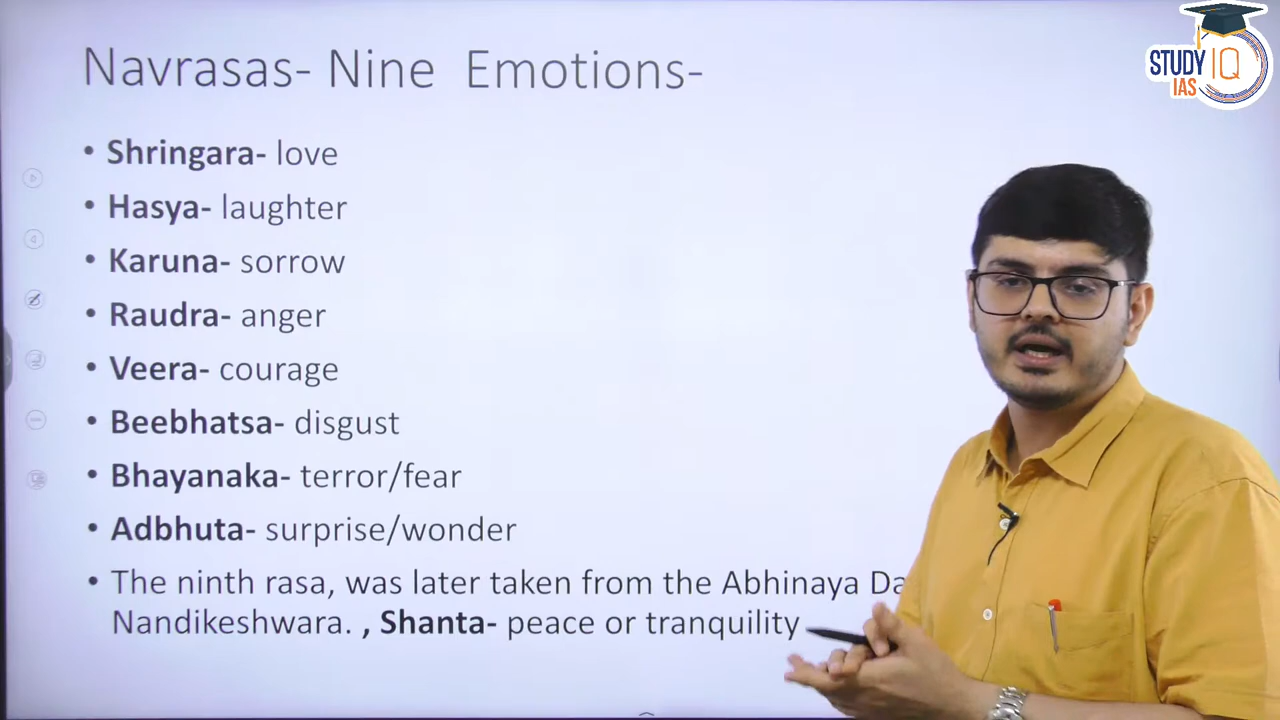 Navrasas- Nine Emotions-
STUDY IQ
IAS
• Shringara- love
• Hasya- laughter
• Karuna- sorrow
• Raudra- anger
• Veera- courage
• Beebhatsa- disgust
• Bhayanaka- terror/fear
• Adbhuta- surprise/wonder
• The ninth rasa, was later taken from the Abhinaya
Nandikeshwara. , Shanta- peace or tranquility